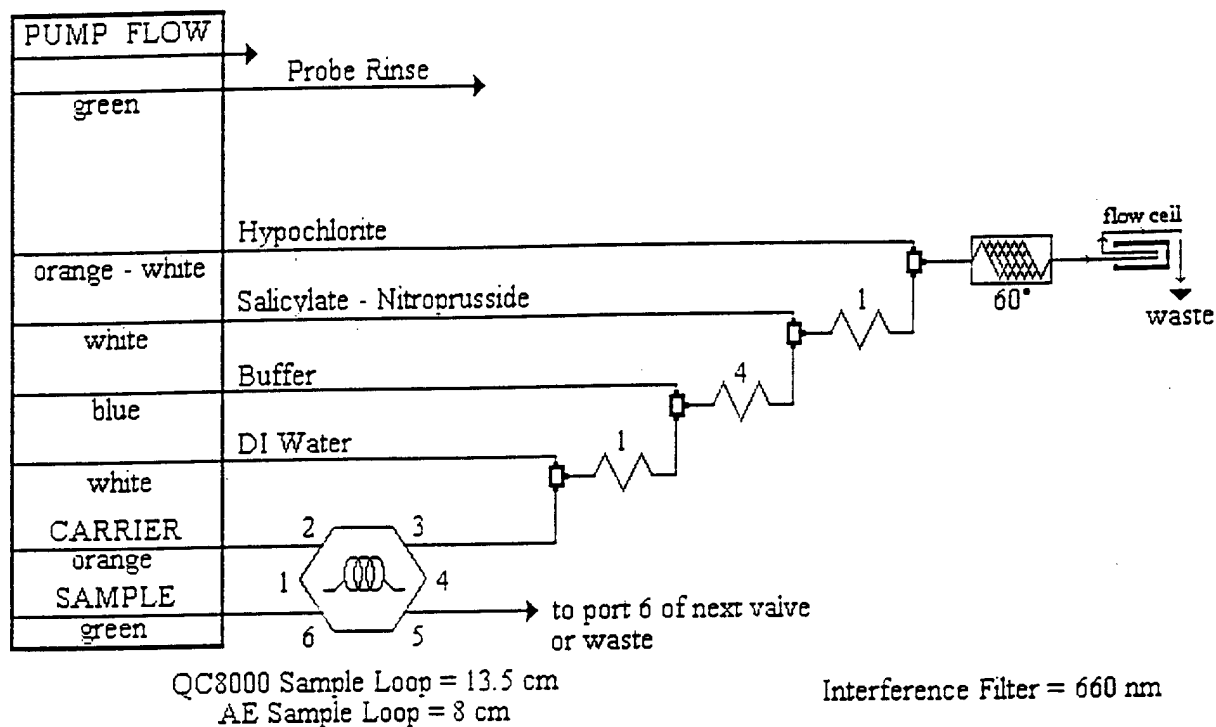 PUMP FLOW
Probe Rinse
green
Hypochlorite
orange - white
Salicylate - Nitroprusside
white
Buffer
blue
DI Water
white
CARRIER
orange
SAMPLE
green
2
3
1
4
6
5
1
4
1
60°
flow ceil
waste
to port 6 of next vaive
or waste
QC8000 Sample Loop = 13.5 cm
AE Sample Loop = 8 cm
Interference Filter = 660 nm